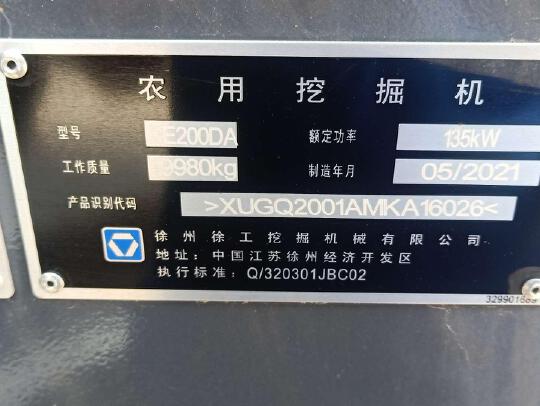 农用挖掘机
型号 E200DA 额定功率 135kW
工作质量 9980kg 制造年月 05/2021
产品识别代码 >XUGQ2001AMKA16026<
徐州徐工挖掘机械有限公司
地址：中国江苏徐州经济开发区
执行标准：Q/320301JBC02